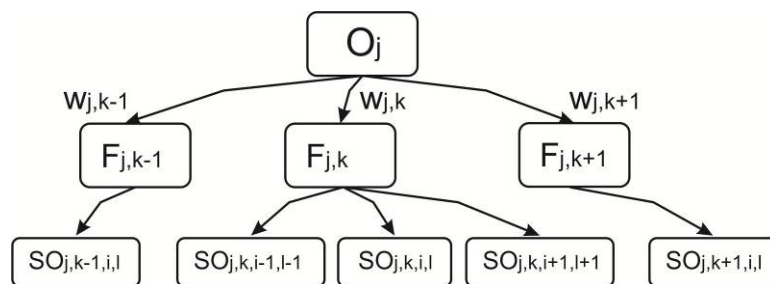 Oj
wj,k-1 wj,k wj,k+1
Fj,k-1 Fj,k Fj,k+1
SOj,k-1,i,l SOj,k,i-1,l-1 SOj,k,i,l SOj,k,i+1,l+1 SOj,k+1,i,l